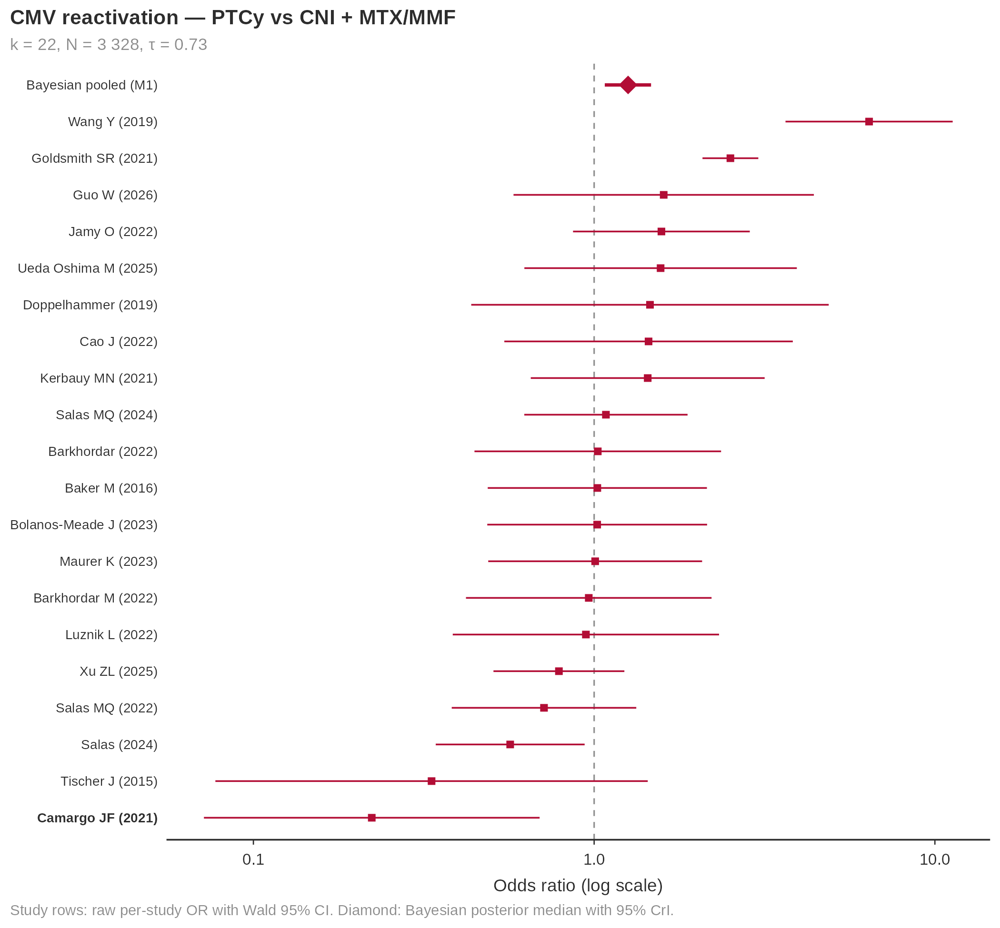 CMV reactivation — PTCy vs CNI + MTX/MMF
k = 22, N = 3 328, τ = 0.73
Bayesian pooled (M1)
Wang Y (2019)
Goldsmith SR (2021)
Guo W (2026)
Jamy O (2022)
Ueda Oshima M (2025)
Doppelhammer (2019)
Cao J (2022)
Kerbauy MN (2021)
Salas MQ (2024)
Barkhordar (2022)
Baker M (2016)
Bolanos-Meade J (2023)
Maurer K (2023)
Barkhordar M (2022)
Luznik L (2022)
Xu ZL (2025)
Salas MQ (2022)
Salas (2024)
Tischer J (2015)
Camargo JF (2021)
0.1 1.0 10.0
Odds ratio (log scale)
Study rows: raw per-study OR with Wald 95% CI. Diamond: Bayesian posterior median with 95% CrI.